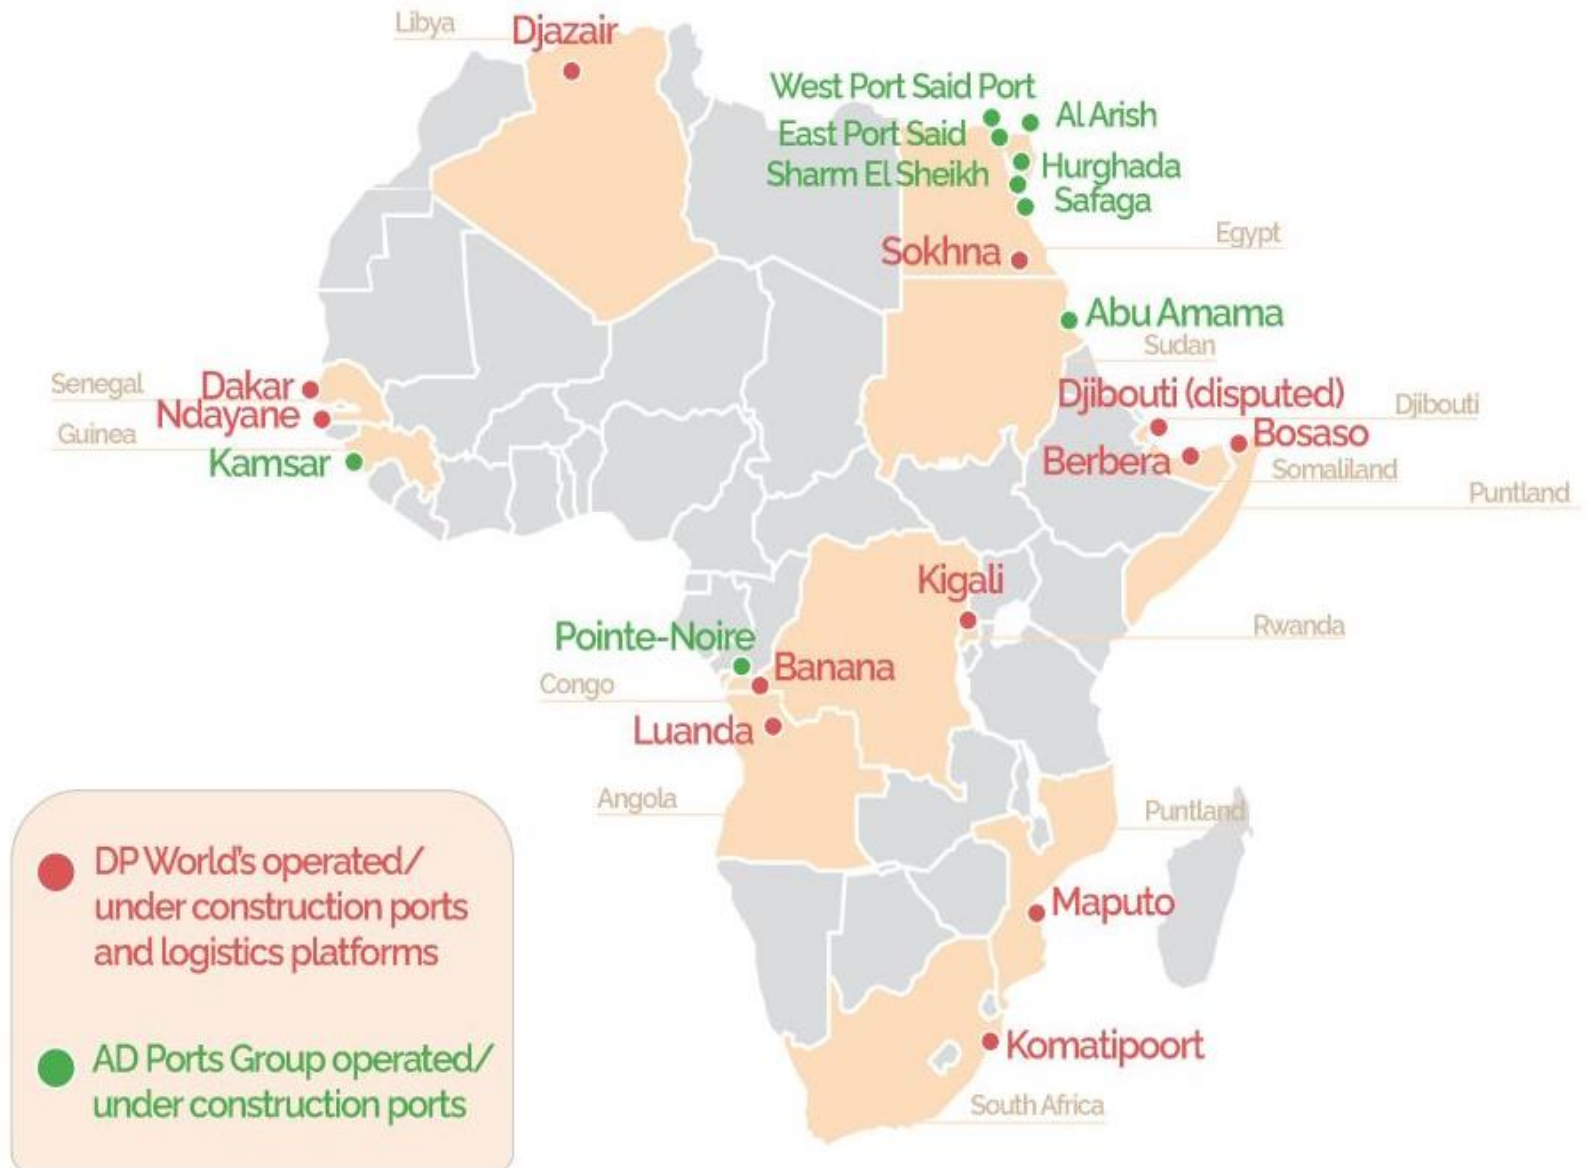 Libya
Djazair
West Port Said Port
Al Arish
East Port Said
Hurghada
Sharm El Sheikh
Safaga
Egypt
Sokhna
Abu Amama
Sudan
Senegal
Dakar
Djibouti (disputed)
Djibouti
Ndayane
Guinea
Bosaso
Kamsar
Berbera
Somaliland
Puntland
Kigali
Rwanda
Pointe-Noire
Banana
Congo
Luanda
Angola
Puntland
Maputo
Komatipoort
South Africa
DP World's operated/
under construction ports
and logistics platforms
AD Ports Group operated/
under construction ports